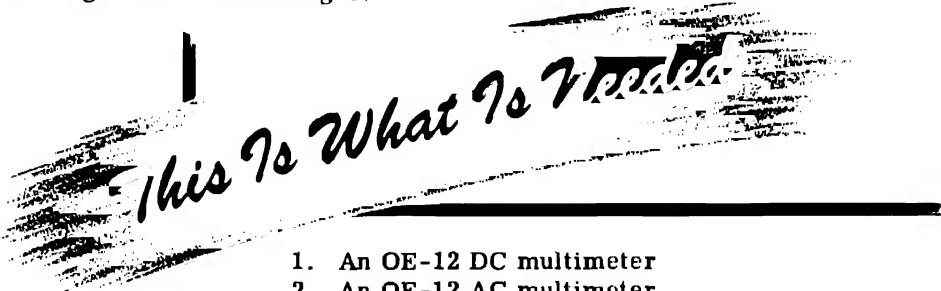 This Is What Is Needed
1. An OE-12 DC multimeter
2. An OE-12 AC multimeter